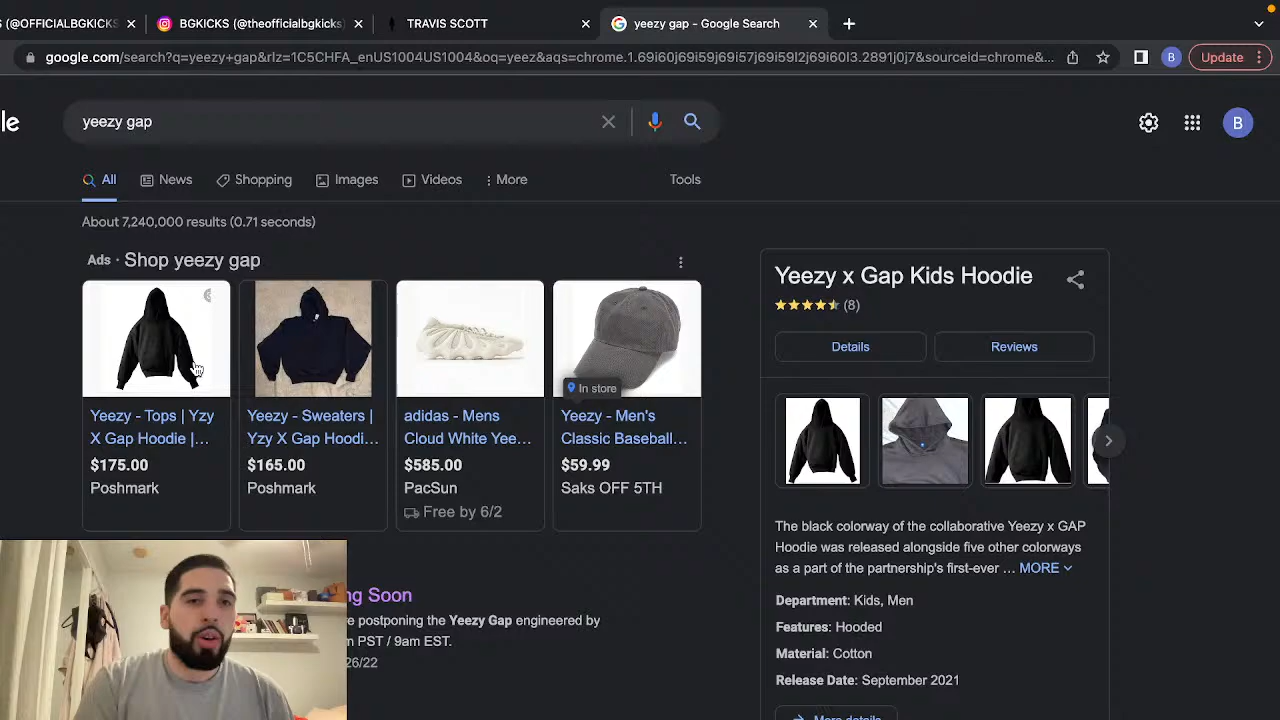 (@OFFICIALBGKICKS
BGKICKS (@theofficialbgkicks)
TRAVIS SCOTT
yeezy gap - Google Search
google.com/search?q=yeezy+gap&rlz=1C5CHFA_enUS1004US1004&oq=yeez&aqs=chrome.1.69i60j69i59j69i57j69i59l2j69i60l3.2891j0j7&sourceid=chrome&...
B
Update
le
yeezy gap
B
All
News
Shopping
Images
Videos
More
Tools
About 7,240,000 results (0.71 seconds)
Ads · Shop yeezy gap
In store
Yeezy - Tops | Yzy
X Gap Hoodie |...
$175.00
Poshmark
Yeezy - Sweaters |
Yzy X Gap Hoodi...
$165.00
Poshmark
adidas - Mens
Cloud White Yee...
$585.00
PacSun
Free by 6/2
Yeezy - Men's
Classic Baseball...
$59.99
Saks OFF 5TH
ng Soon
e postponing the Yeezy Gap engineered by
m PST / 9am EST.
26/22
Yeezy x Gap Kids Hoodie
(8)
Details
Reviews
The black colorway of the collaborative Yeezy x GAP
Hoodie was released alongside five other colorways
as a part of the partnership's first-ever ... MORE
Department: Kids, Men
Features: Hooded
Material: Cotton
Release Date: September 2021
More details